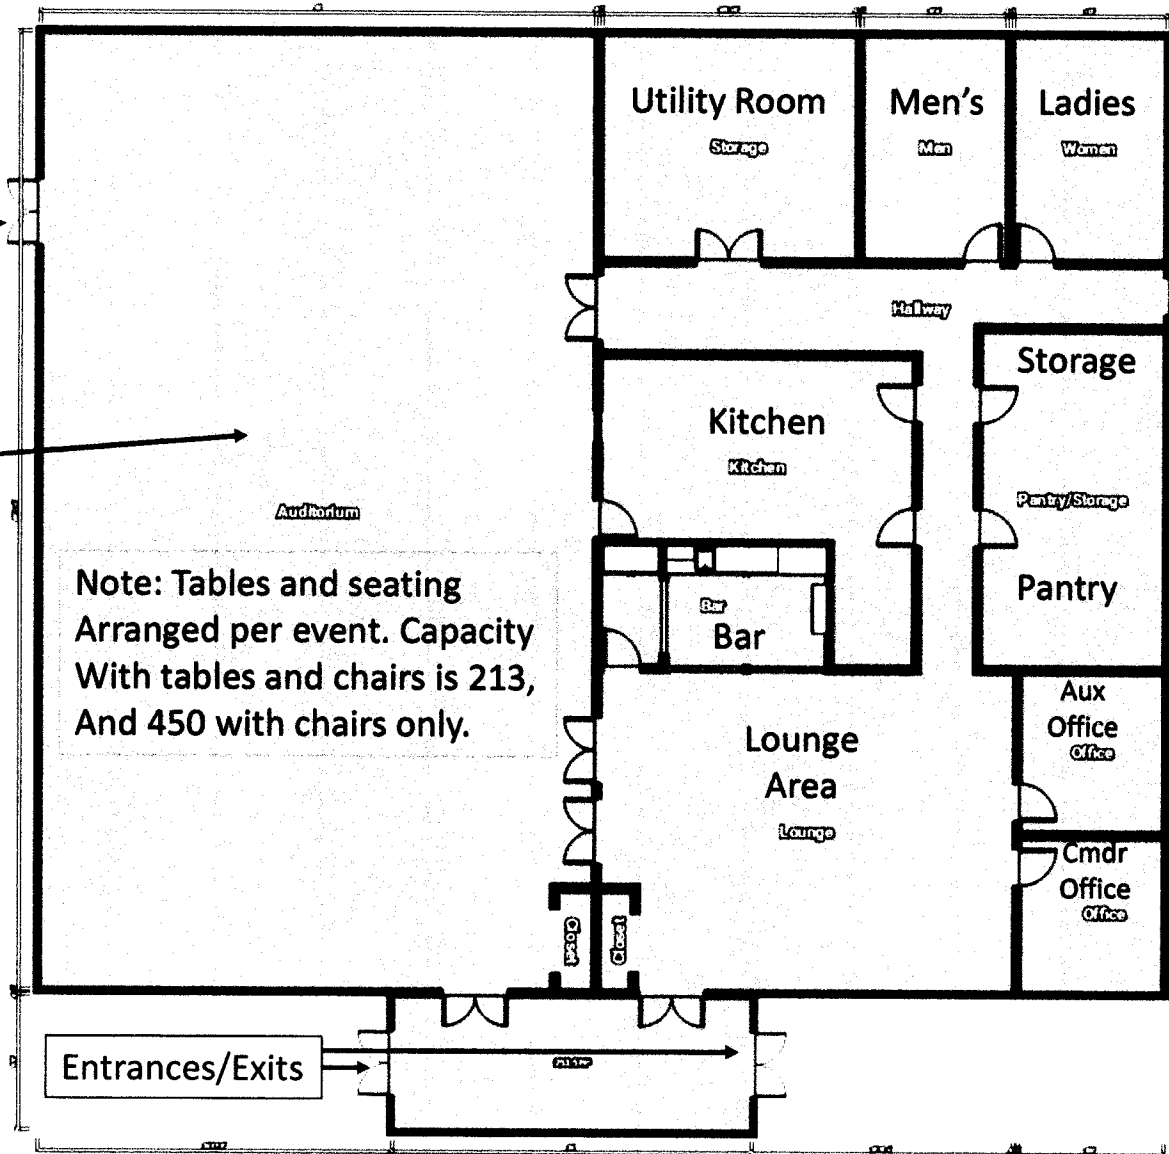 Utility Room
Storage
Men's
Men
Ladies
Women
Hallway
Storage
Pantry/Storage
Pantry
Kitchen
Kitchen
Auditorium
Note: Tables and seating
Arranged per event. Capacity
With tables and chairs is 213,
And 450 with chairs only.
Bar
Bar
Lounge
Area
Lounge
Aux
Office
Office
Cmdr
Office
Office
Closet
Closet
Entrances/Exits